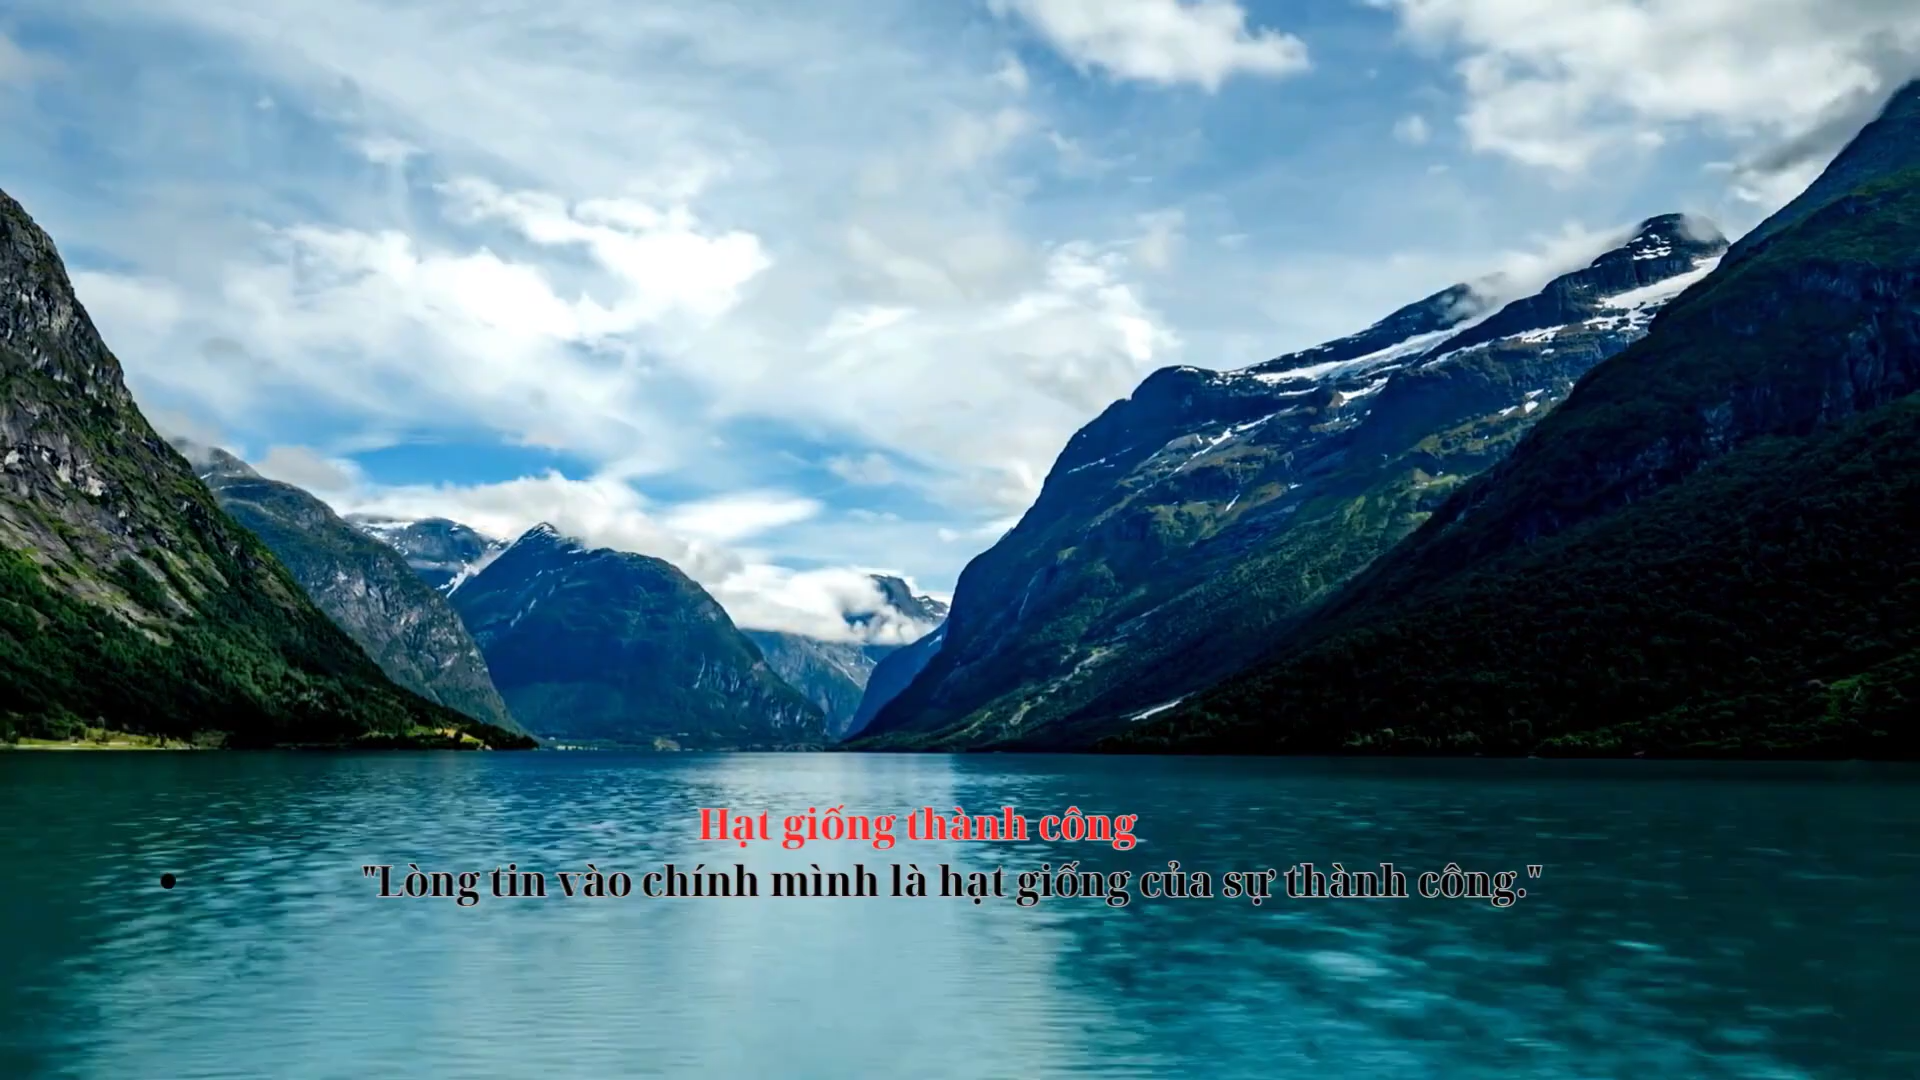 Hạt giống thành công
• "Lòng tin vào chính mình là hạt giống của sự thành công."